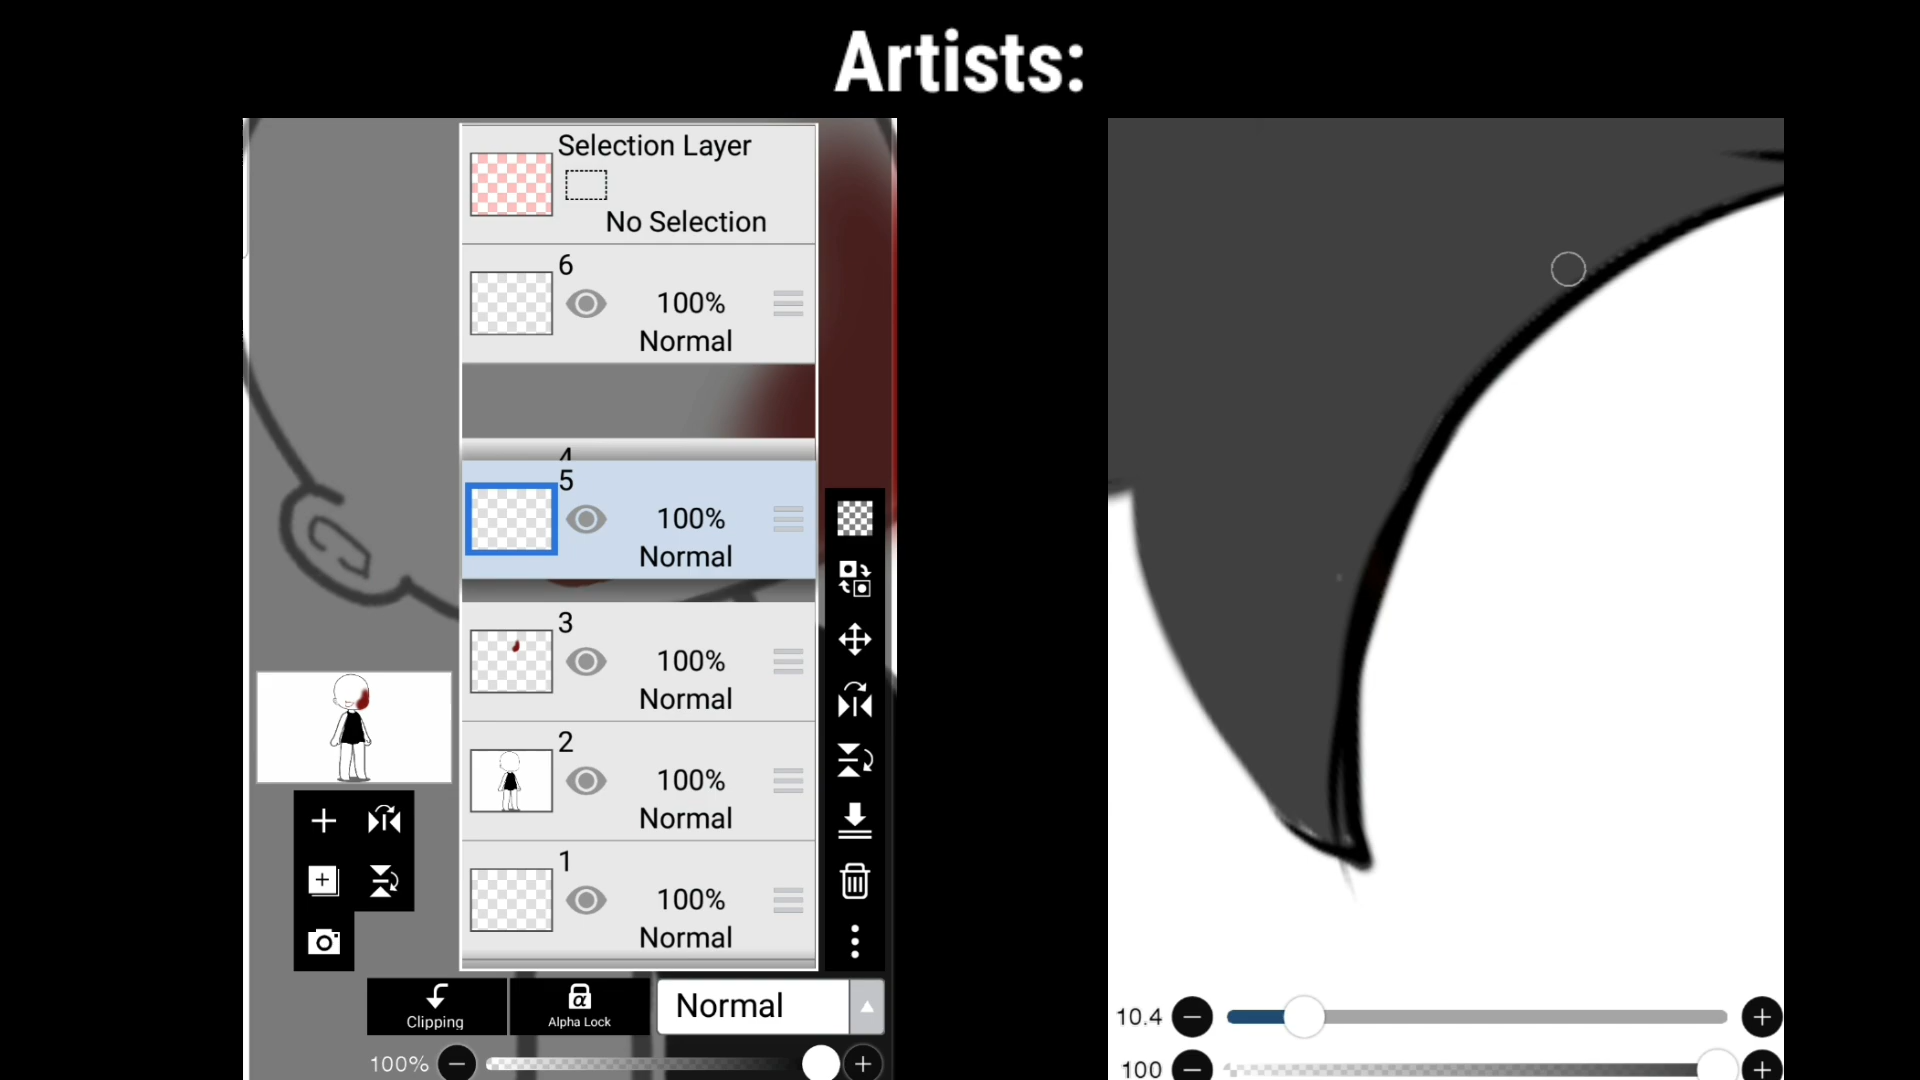 Artists:
Selection Layer
No Selection
6
100%
Normal
4
5
100%
Normal
3
100%
Normal
2
100%
Normal
1
100%
Normal
Clipping
α
Alpha Lock
Normal
100%
10.4
100